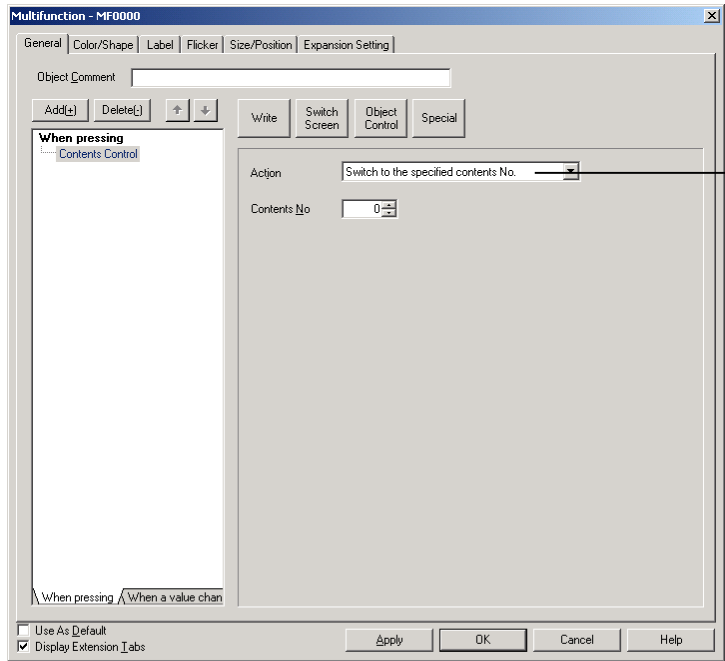 Multifunction - MF0000
General Color/Shape Label Flicker Size/Position Expansion Setting
Object Comment
Add(+) Delete(-)
Write Switch Screen Object Control Special
When pressing
Contents Control
Action Switch to the specified contents No.
Contents No 0
When pressing When a value chan
Use As Default
Display Extension Tabs
Apply OK Cancel Help